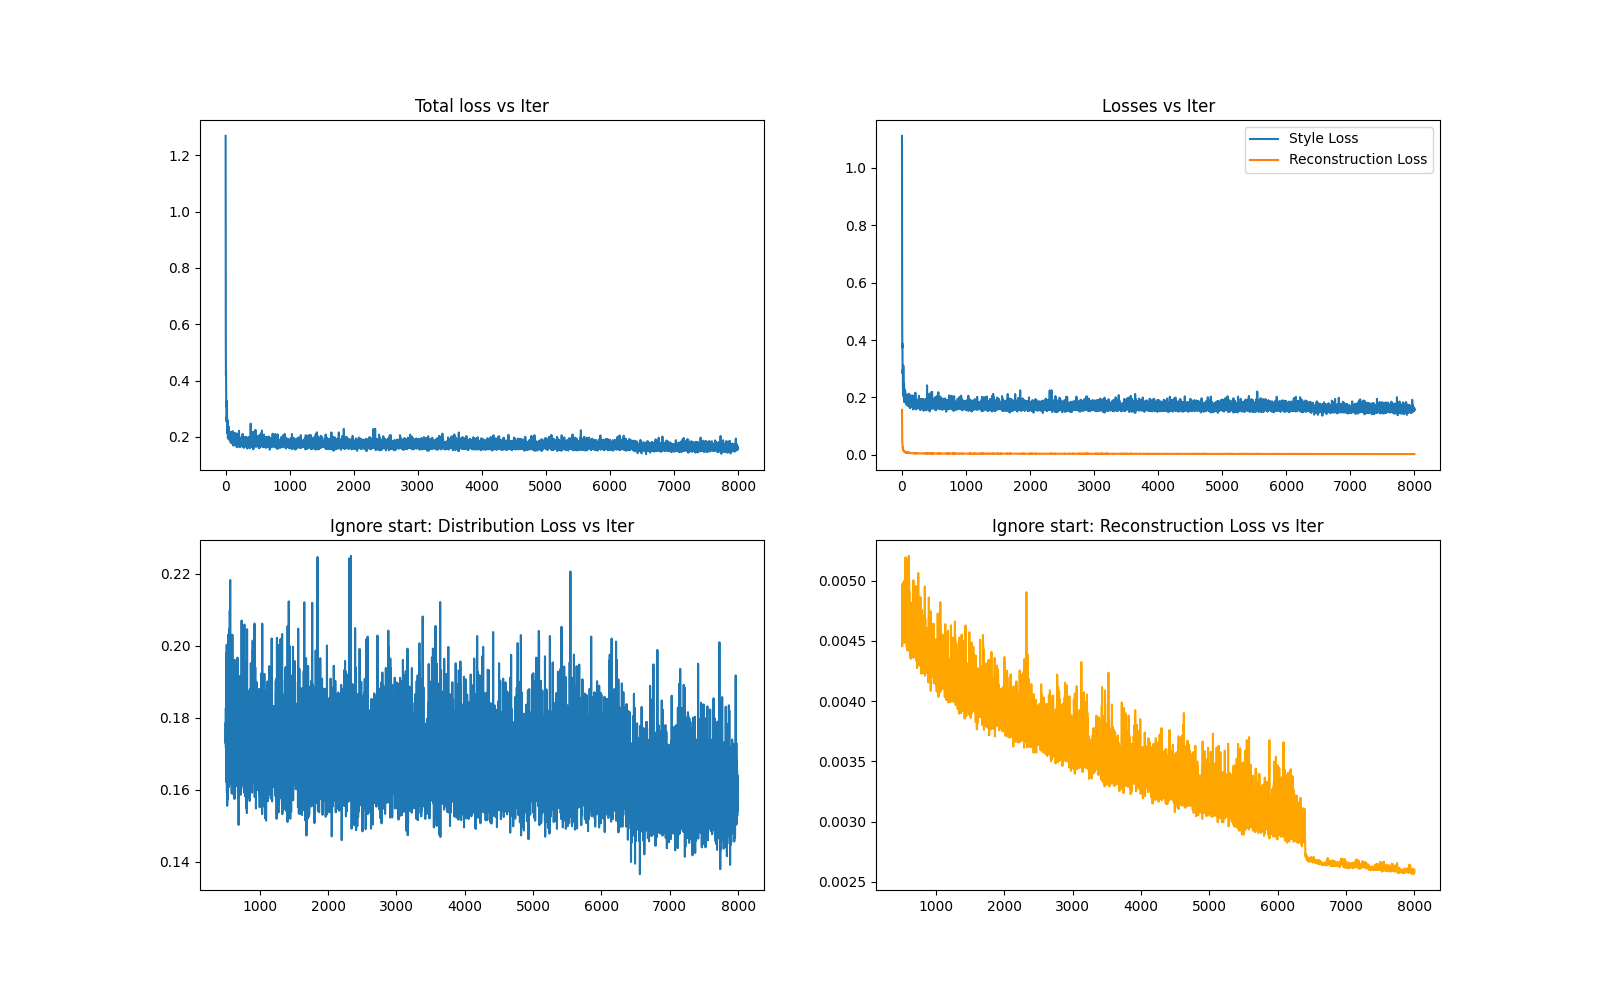 Total loss vs Iter
1.2
1.0
0.8
0.6
0.4
0.2
0 1000 2000 3000 4000 5000 6000 7000 8000
Losses vs Iter
Style Loss
Reconstruction Loss
1.0
0.8
0.6
0.4
0.2
0.0
0 1000 2000 3000 4000 5000 6000 7000 8000
Ignore start: Distribution Loss vs Iter
0.22
0.20
0.18
0.16
0.14
1000 2000 3000 4000 5000 6000 7000 8000
Ignore start: Reconstruction Loss vs Iter
0.0050
0.0045
0.0040
0.0035
0.0030
0.0025
1000 2000 3000 4000 5000 6000 7000 8000